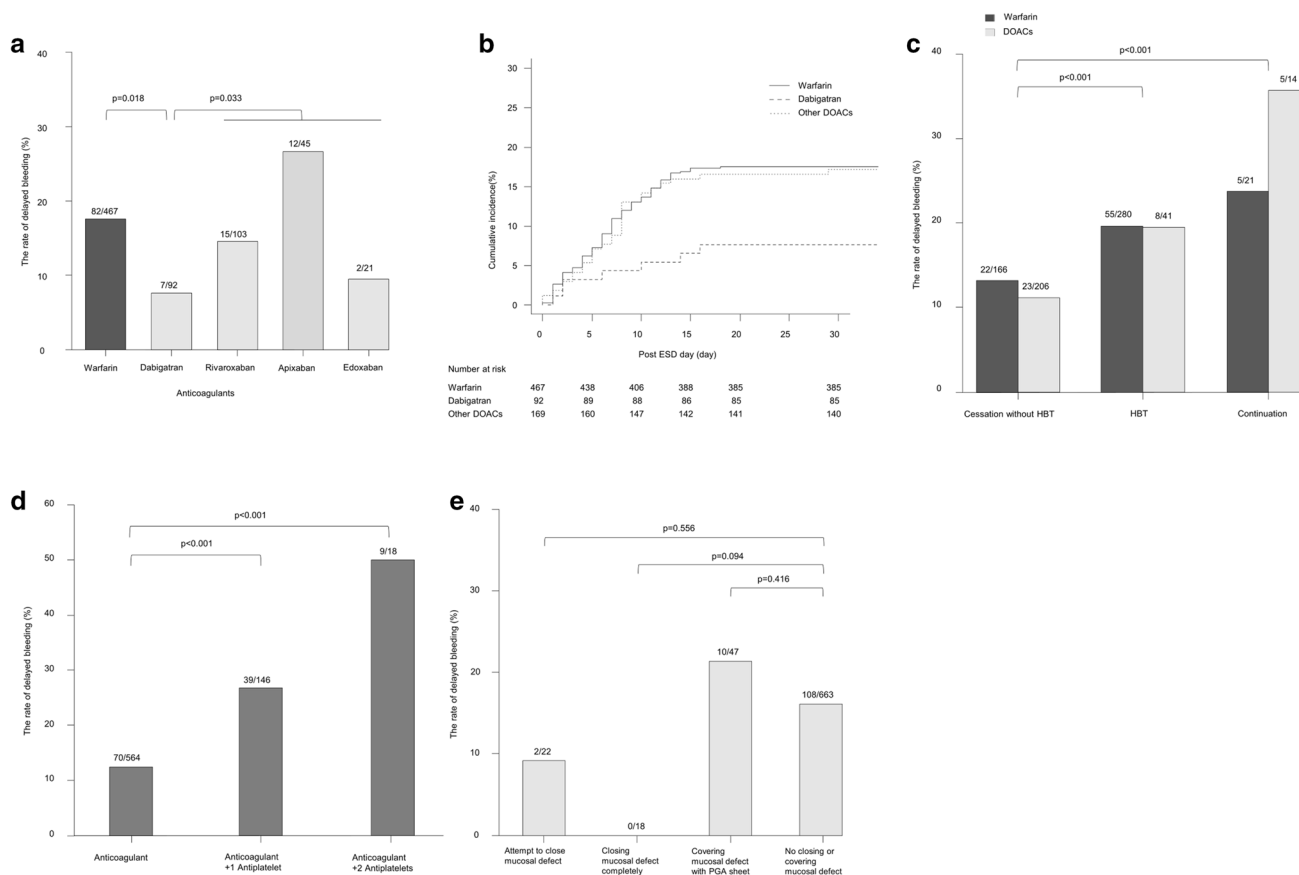 a
The rate of delayed bleeding (%)
40
30
20
10
0
p=0.018
p=0.033
82/467
7/92
15/103
12/45
2/21
Warfarin
Dabigatran
Rivaroxaban
Apixaban
Edoxaban
Anticoagulants
b
Cumulative incidence(%)
30
25
20
15
10
5
0
Warfarin
Dabigatran
Other DOACs
0 5 10 15 20 25 30
Post ESD day (day)
Number at risk
Warfarin 467 438 406 388 385 385
Dabigatran 92 89 88 86 85 85
Other DOACs 169 160 147 142 141 140
Warfarin
DOACs
c
The rate of delayed bleeding (%)
40
30
20
10
0
p<0.001
p<0.001
22/166
23/206
55/280
8/41
5/21
5/14
Cessation without HBT
HBT
Continuation
d
The rate of delayed bleeding (%)
60
50
40
30
20
10
0
p<0.001
p<0.001
70/564
39/146
9/18
Anticoagulant
Anticoagulant
+1 Antiplatelet
Anticoagulant
+2 Antiplatelets
e
The rate of delayed bleeding (%)
40
30
20
10
0
p=0.556
p=0.094
p=0.416
2/22
0/18
10/47
108/663
Attempt to close
mucosal defect
Closing
mucosal defect
completely
Covering
mucosal defect
with PGA sheet
No closing or
covering
mucosal defect